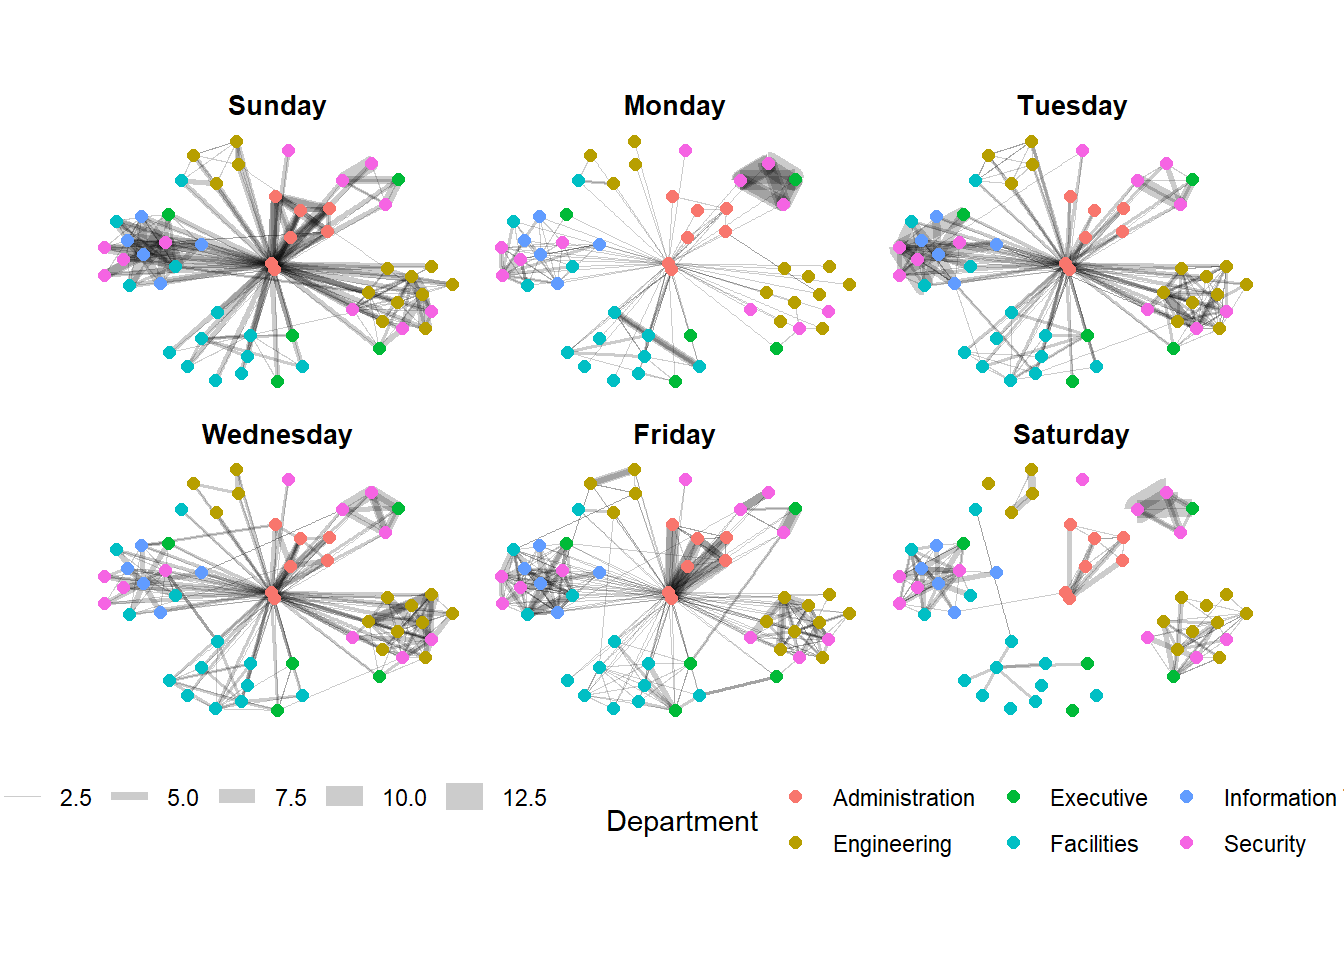 Sunday Monday Tuesday
Wednesday Friday Saturday
2.5 5.0 7.5 10.0 12.5
Department
Administration Executive Information
Engineering Facilities Security